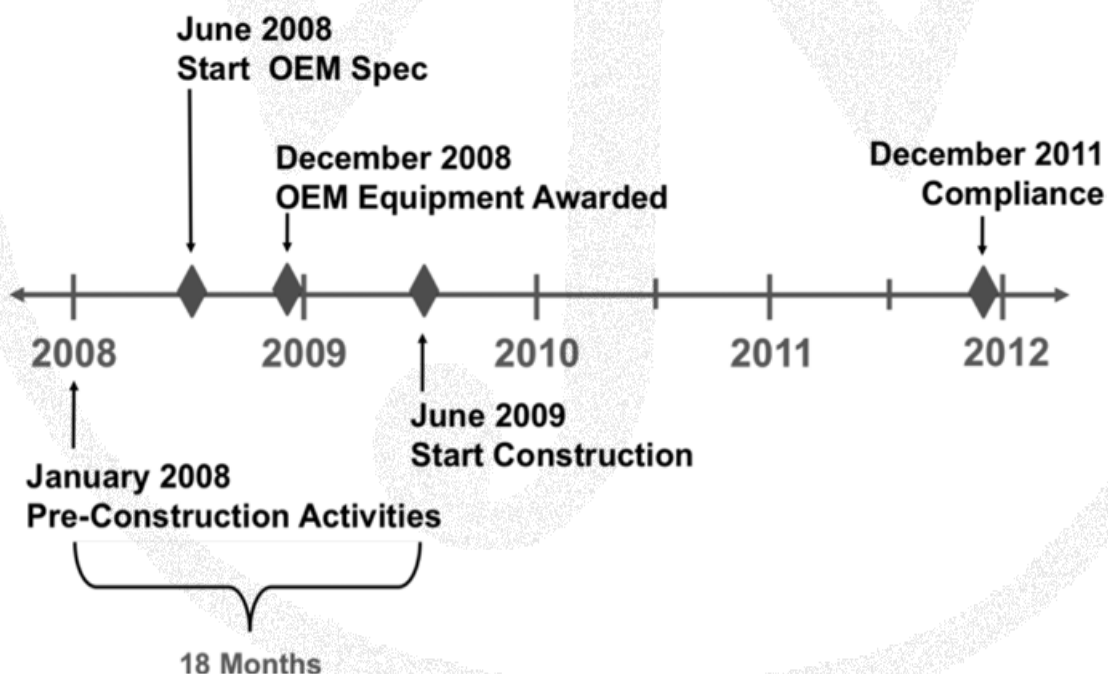 June 2008
Start OEM Spec
December 2008
OEM Equipment Awarded
December 2011
Compliance
2008
2009
2010
2011
2012
June 2009
Start Construction
January 2008
Pre-Construction Activities
18 Months